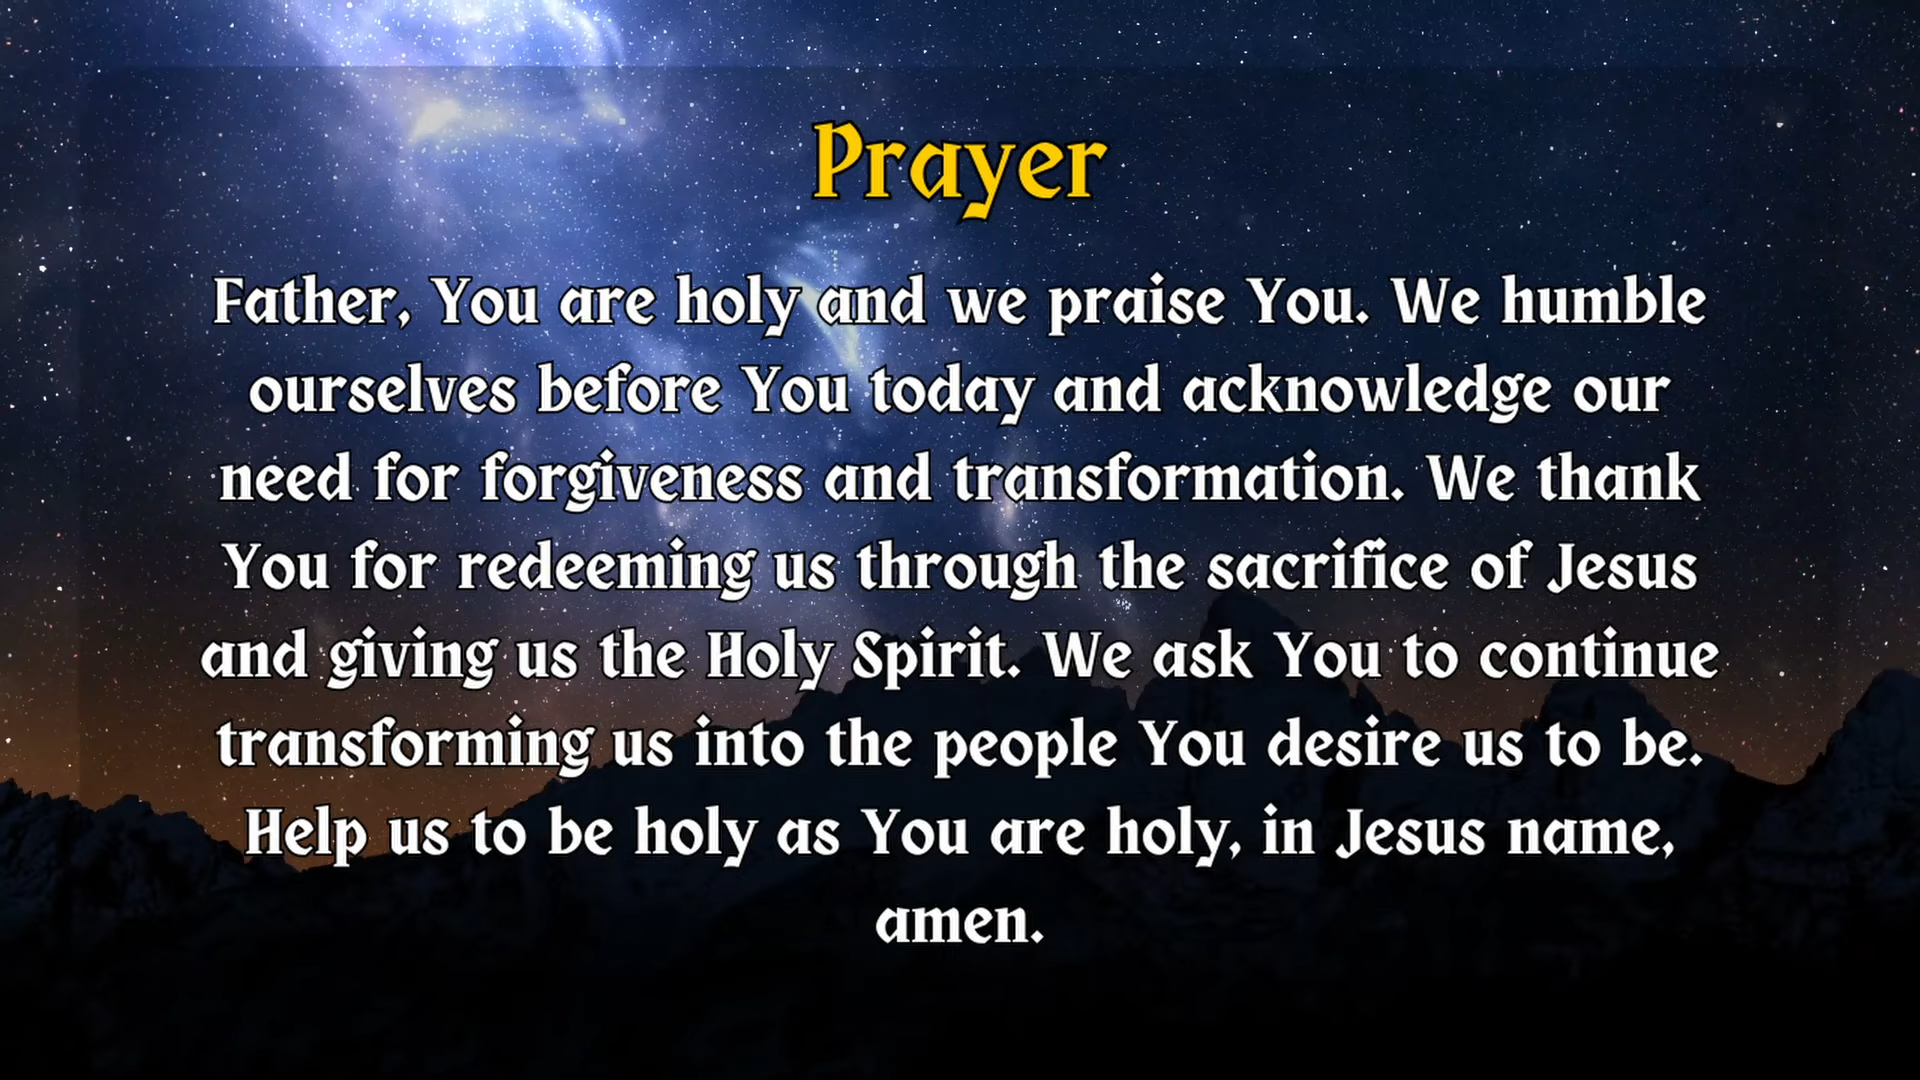 Prayer
Father, You are holy and we praise You. We humble
ourselves before You today and acknowledge our
need for forgiveness and transformation. We thank
You for redeeming us through the sacrifice of Jesus
and giving us the Holy Spirit. We ask You to continue
transforming us into the people You desire us to be.
Help us to be holy as You are holy, in Jesus name,
amen.